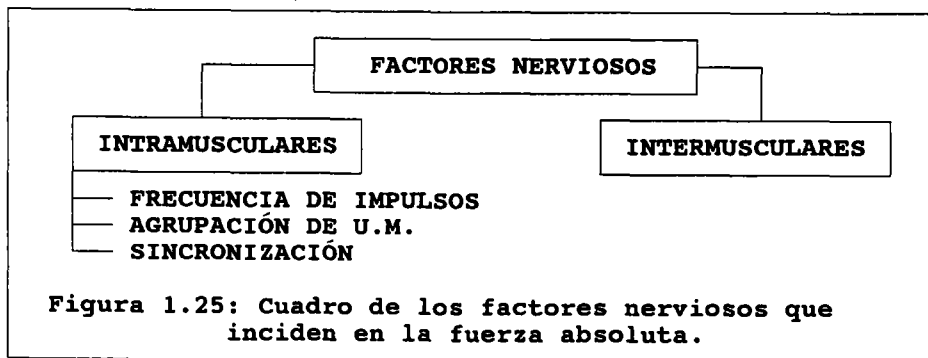 FACTORES NERVIOSOS
INTRAMUSCULARES
INTERMUSCULARES
FRECUENCIA DE IMPULSOS
AGRUPACIÓN DE U.M.
SINCRONIZACIÓN
Figura 1.25: Cuadro de los factores nerviosos que
inciden en la fuerza absoluta.